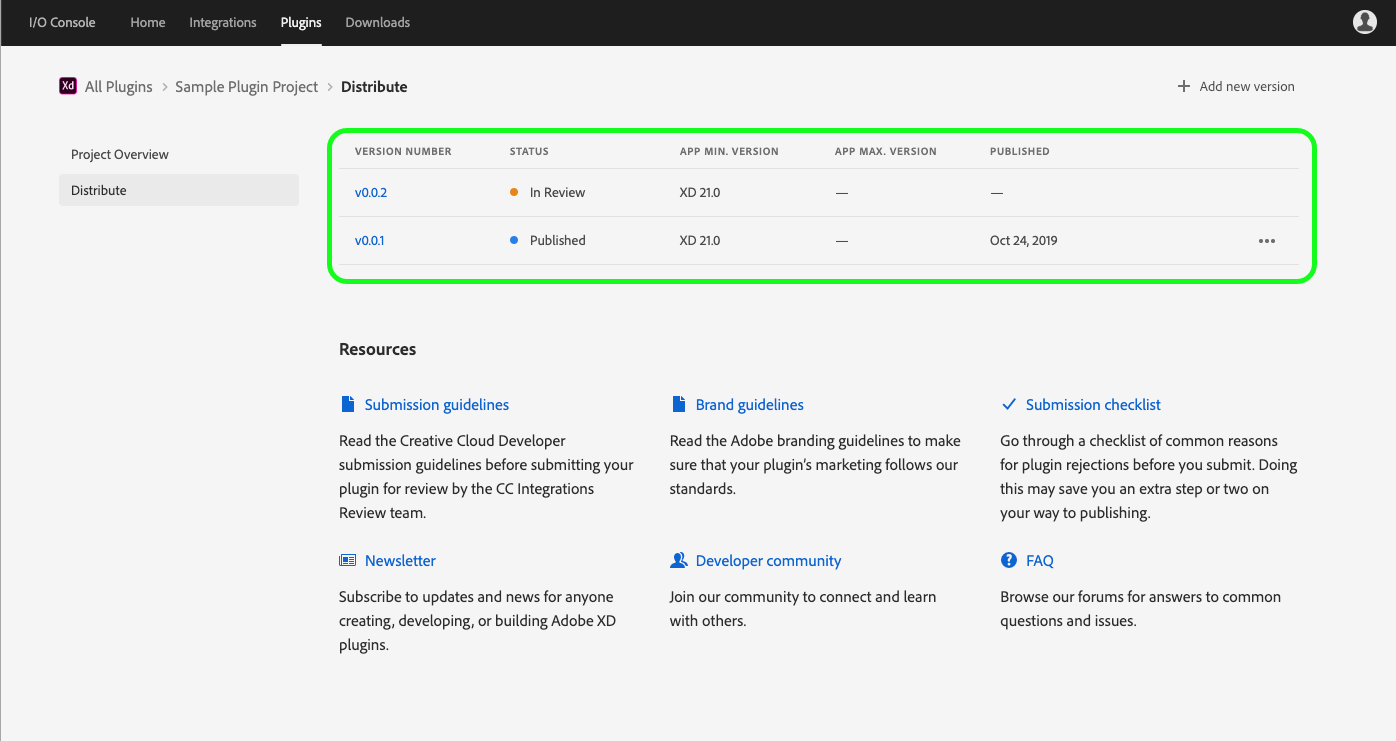 I/O Console Home Integrations Plugins Downloads
Xd All Plugins > Sample Plugin Project > Distribute
+ Add new version
Project Overview
Distribute
VERSION NUMBER STATUS APP MIN. VERSION APP MAX. VERSION PUBLISHED
v0.0.2 In Review XD 21.0 — —
v0.0.1 Published XD 21.0 — Oct 24, 2019 •••
Resources
Submission guidelines
Read the Creative Cloud Developer
submission guidelines before submitting your
plugin for review by the CC Integrations
Review team.
Brand guidelines
Read the Adobe branding guidelines to make
sure that your plugin's marketing follows our
standards.
Submission checklist
Go through a checklist of common reasons
for plugin rejections before you submit. Doing
this may save you an extra step or two on
your way to publishing.
Newsletter
Subscribe to updates and news for anyone
creating, developing, or building Adobe XD
plugins.
Developer community
Join our community to connect and learn
with others.
? FAQ
Browse our forums for answers to common
questions and issues.